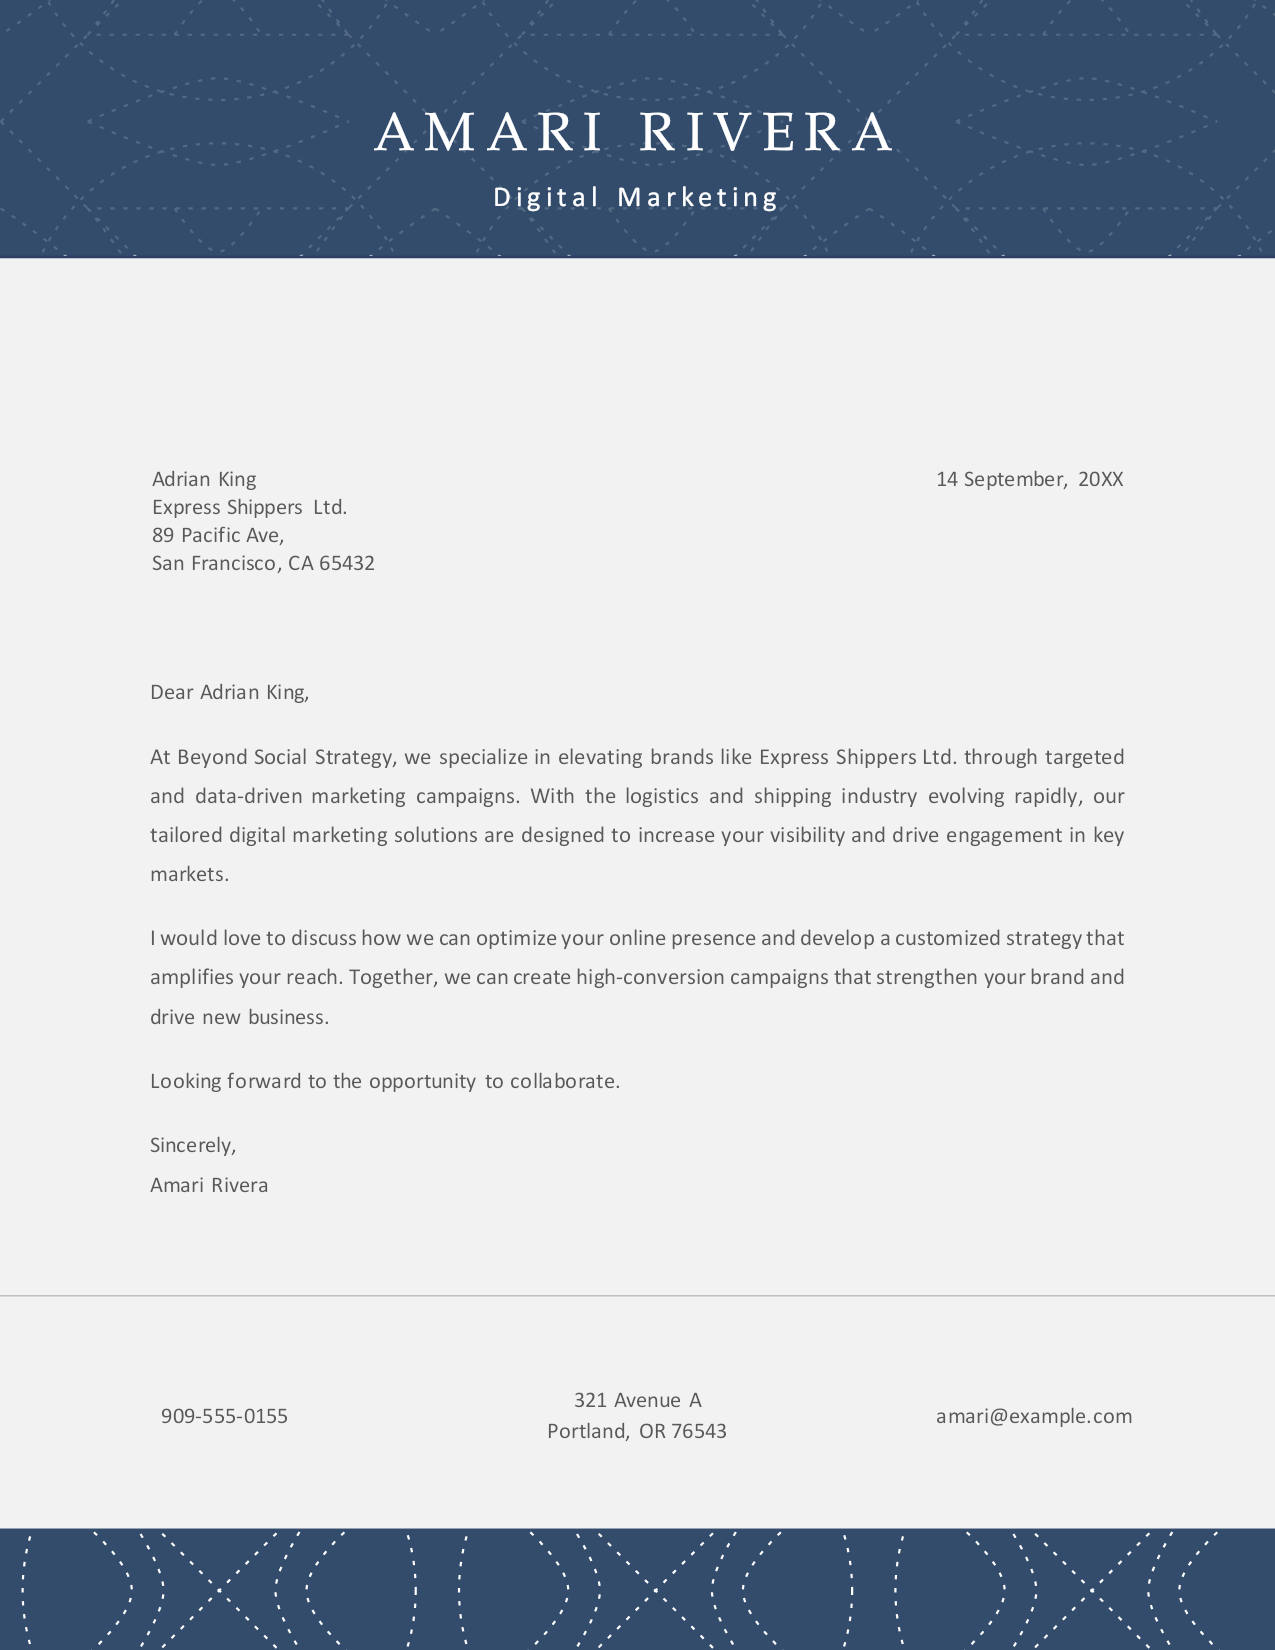 AMARI RIVERA
Digital Marketing
Adrian King
Express Shippers Ltd.
89 Pacific Ave,
San Francisco, CA 65432
14 September, 20XX
Dear Adrian King,
At Beyond Social Strategy, we specialize in elevating brands like Express Shippers Ltd. through targeted
and data-driven marketing campaigns. With the logistics and shipping industry evolving rapidly, our
tailored digital marketing solutions are designed to increase your visibility and drive engagement in key
markets.
I would love to discuss how we can optimize your online presence and develop a customized strategy that
amplifies your reach. Together, we can create high-conversion campaigns that strengthen your brand and
drive new business.
Looking forward to the opportunity to collaborate.
Sincerely,
Amari Rivera
909-555-0155
321 Avenue A
Portland, OR 76543
amari@example.com